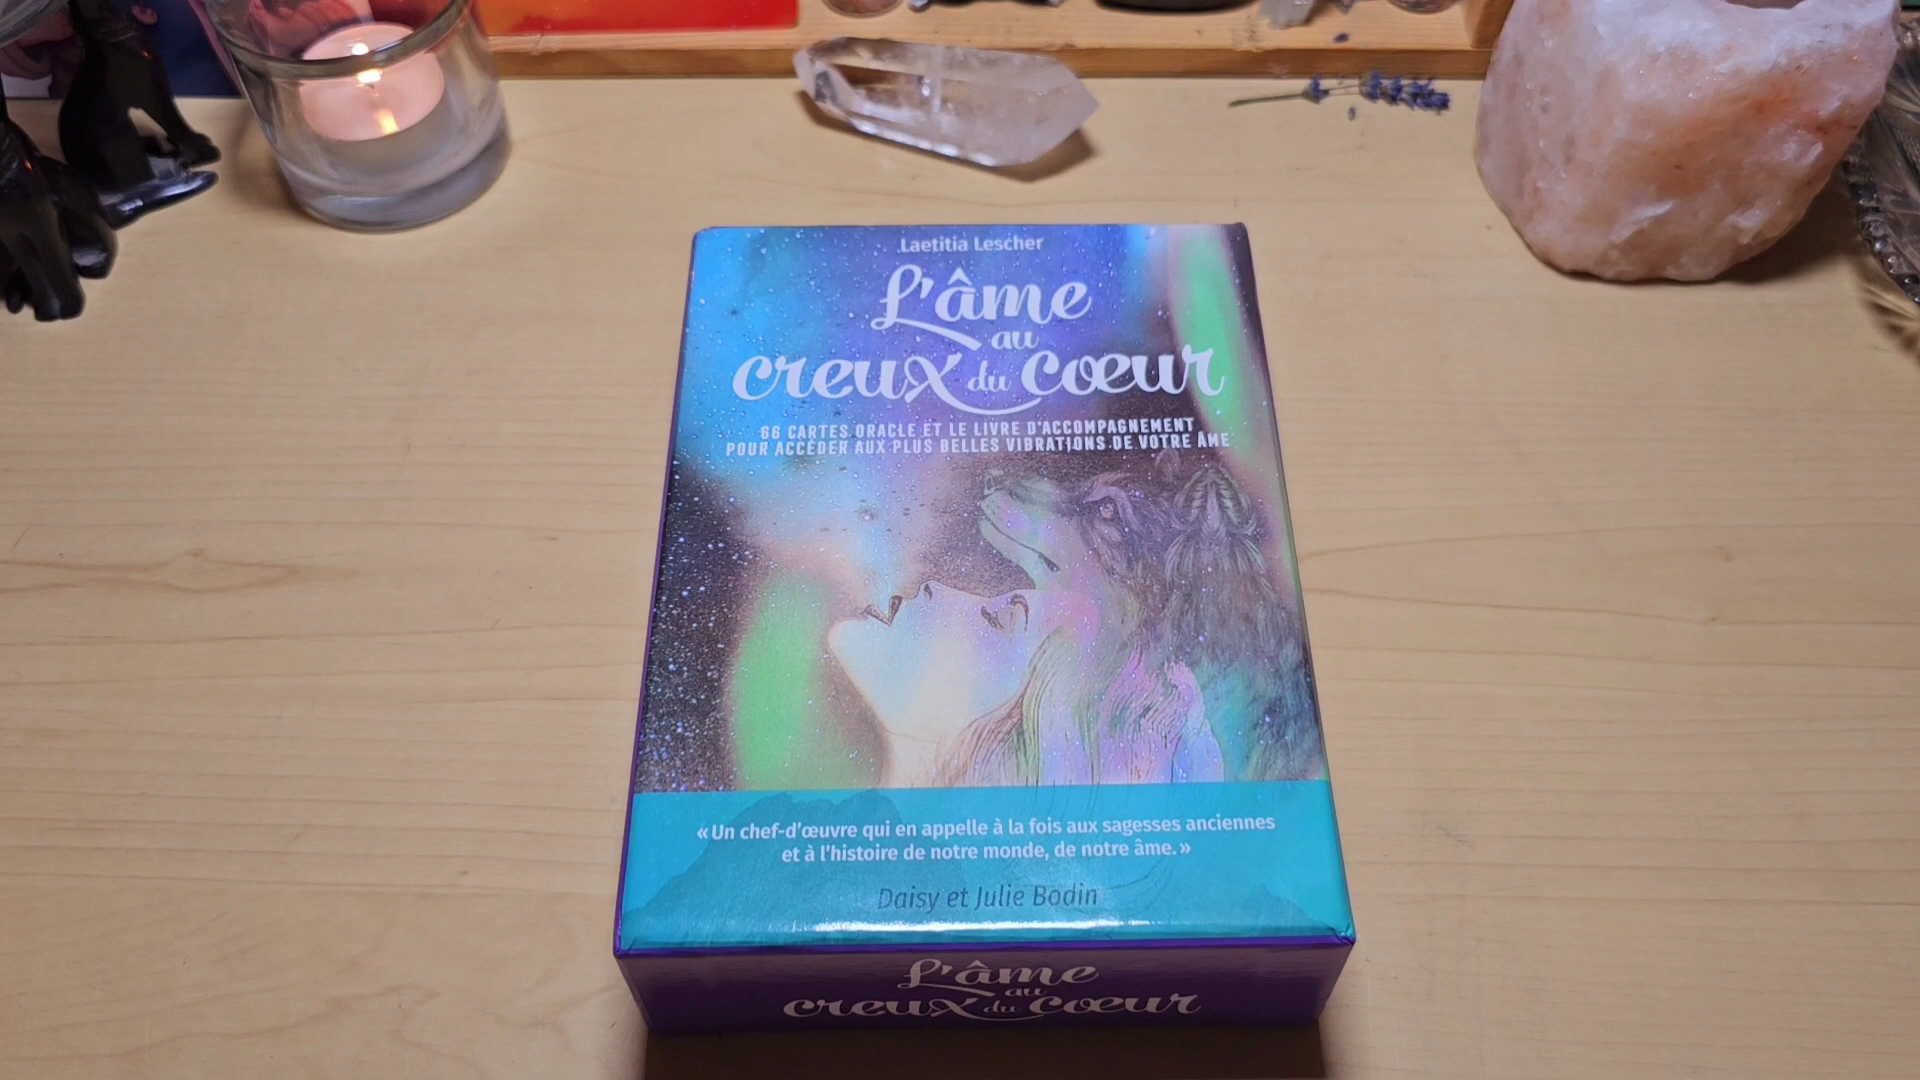 Laetitia Lescher
L'âme
au
creux du cœur
66 CARTES ORACLE ET LE LIVRE D'ACCOMPAGNEMENT
POUR ACCÉDER AUX PLUS BELLES VIBRATIONS DE VOTRE ÂME
« Un chef-d'œuvre qui en appelle à la fois aux sagesses anciennes
et à l'histoire de notre monde, de notre âme. »
Daisy et Julie Bodin
L'âme
au
creux du cœur